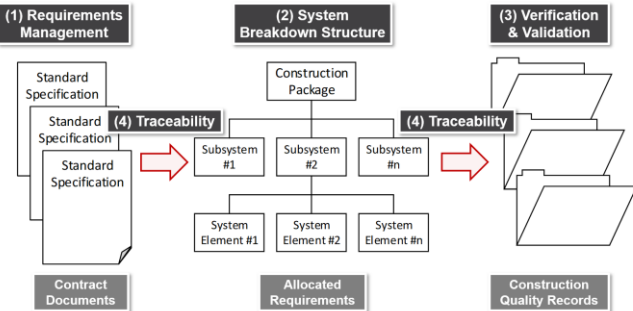 (1) Requirements
Management
(2) System
Breakdown Structure
(3) Verification
& Validation
Standard
Specification
Standard
Specification
Standard
Specification
(4) Traceability
Construction
Package
Subsystem
#1
Subsystem
#2
Subsystem
#n
System
Element #1
System
Element #2
System
Element #n
(4) Traceability
Contract
Documents
Allocated
Requirements
Construction
Quality Records